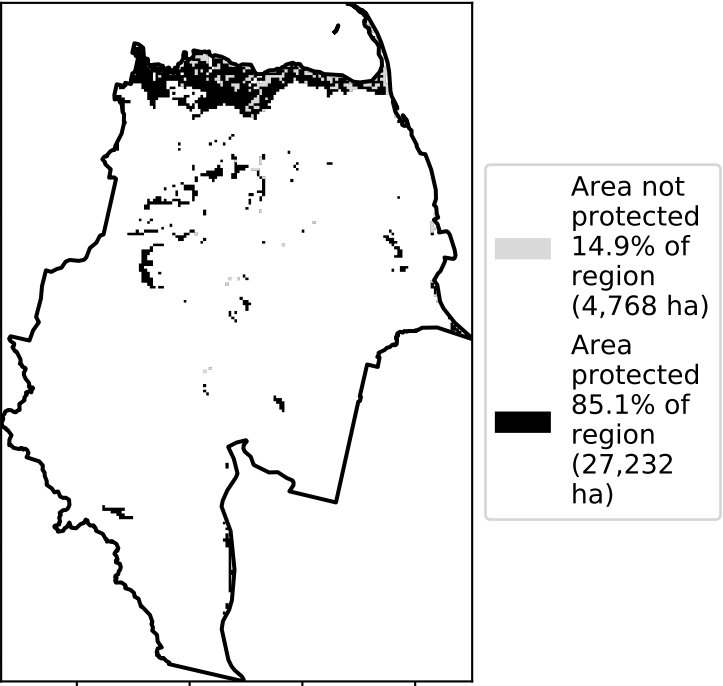 Area not
protected
14.9% of
region
(4,768 ha)
Area
protected
85.1% of
region
(27,232
ha)